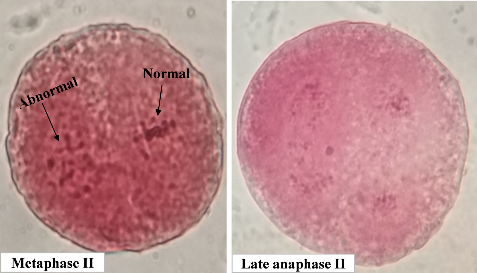 Normal
Abnormal
Metaphase II
Late anaphase II